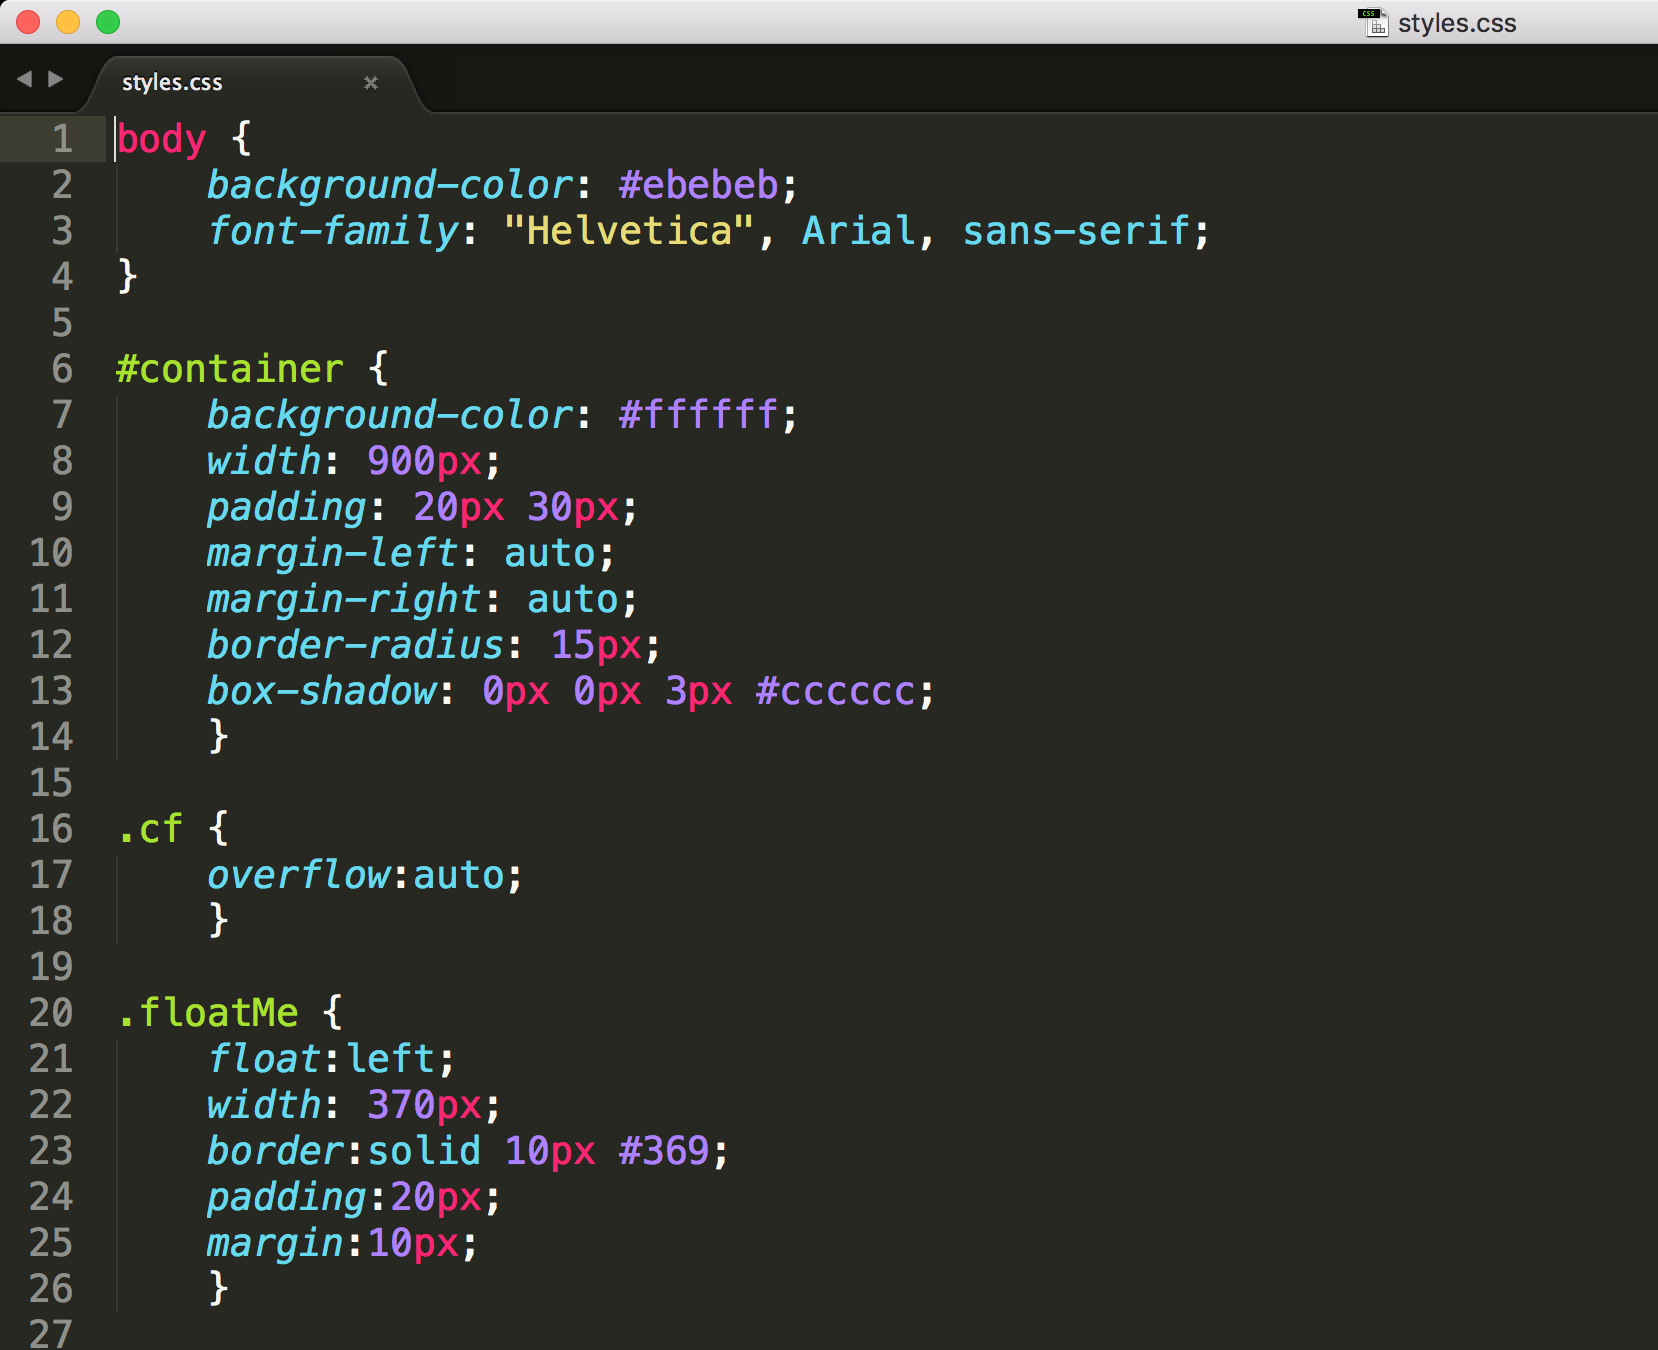 CSS styles.css
styles.css
1 body {
2     background-color: #ebebeb;
3     font-family: "Helvetica", Arial, sans-serif;
4 }
5
6 #container {
7     background-color: #ffffff;
8     width: 900px;
9     padding: 20px 30px;
10     margin-left: auto;
11     margin-right: auto;
12     border-radius: 15px;
13     box-shadow: 0px 0px 3px #cccccc;
14     }
15
16 .cf {
17     overflow:auto;
18     }
19
20 .floatMe {
21     float:left;
22     width: 370px;
23     border:solid 10px #369;
24     padding:20px;
25     margin:10px;
26     }
27